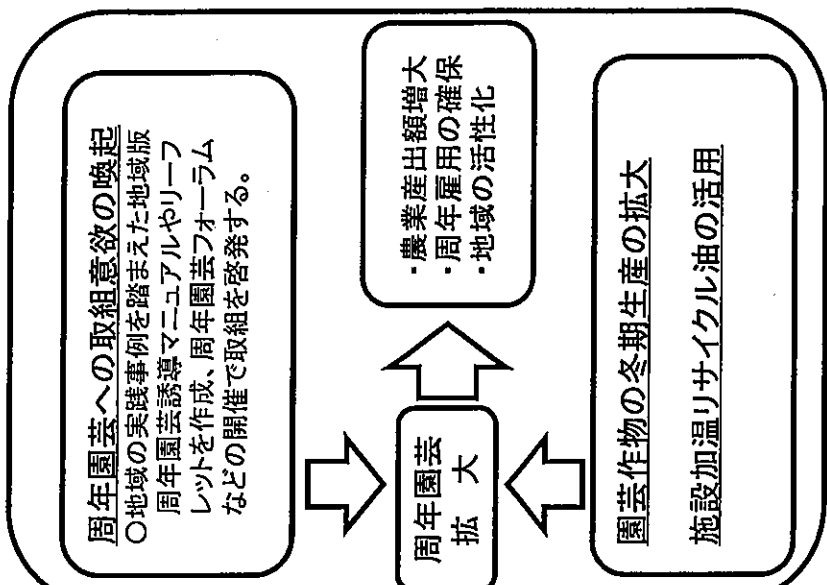 周年園芸への取組意欲の喚起
○地域の実践事例を踏まえた地域版
周年園芸誘導マニュアルやリーフ
レットを作成、周年園芸フォーラム
などの開催で取組を啓発する。
周年園芸
拡 大
・農業産出額増大
・周年雇用の確保
・地域の活性化
園芸作物の冬期生産の拡大
施設加温リサイクル油の活用